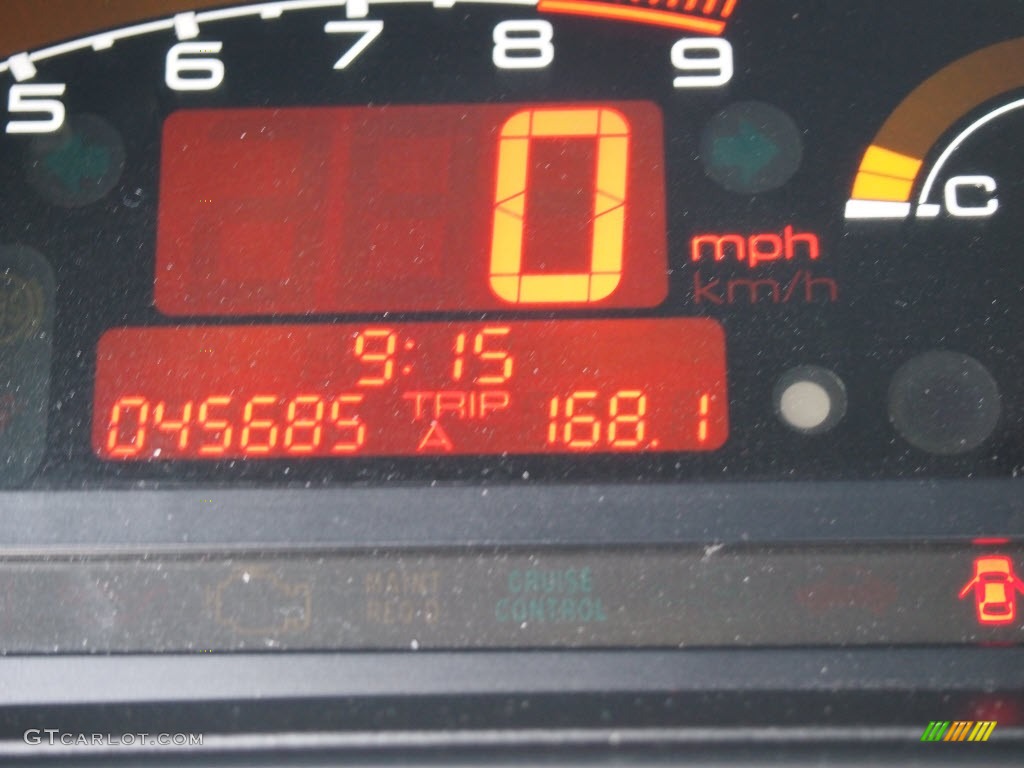 5 6 7 8 9
0
C
mph
km/h
9:15
TRIP
045685 A 168.1
MAINT REQ'D
CRUISE CONTROL
GTCARLOT.COM